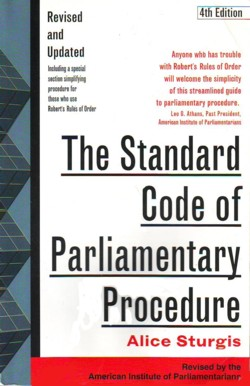 Revised
and
Updated
Including a special
section simplifying
procedure for
those who use
Robert's Rules of Order
4th Edition
Anyone who has trouble
with Robert's Rules of Order
will welcome the simplicity
of this streamlined guide
to parliamentary procedure.
Leo D. Athans, Past President,
American Institute of Parliamentarians
The Standard
Code of
Parliamentary
Procedure
Alice Sturgis
Revised by the
American Institute of Parliamentarians